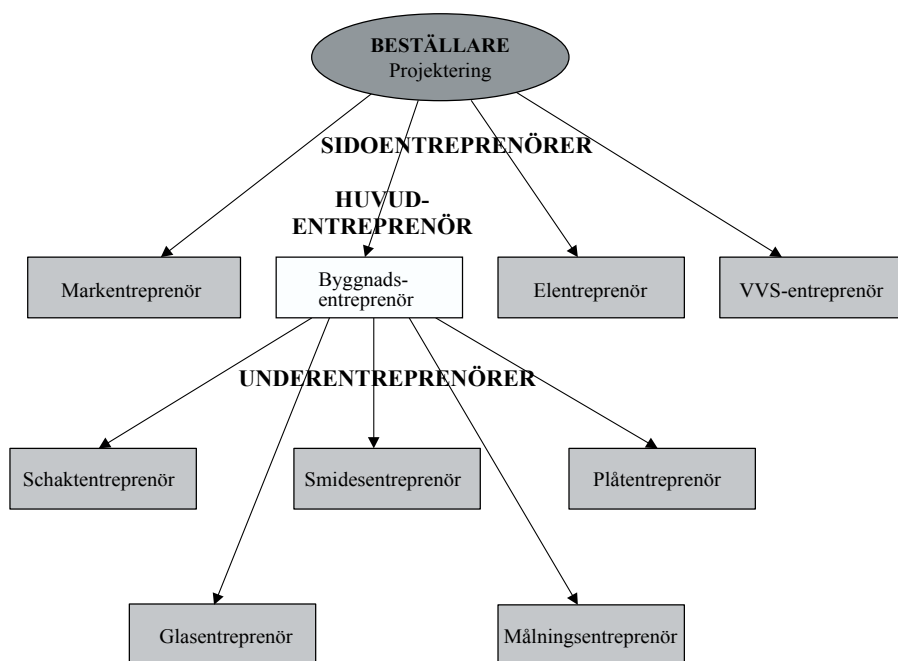 BESTÄLLARE
Projektering
SIDOENTREPRENÖRER
HUVUD-
ENTREPRENÖR
Markentreprenör
Byggnads-
entreprenör
Elentreprenör
VVS-entreprenör
UNDERENTREPRENÖRER
Schaktentreprenör
Smidesentreprenör
Plåtentreprenör
Glasentreprenör
Målningsentreprenör